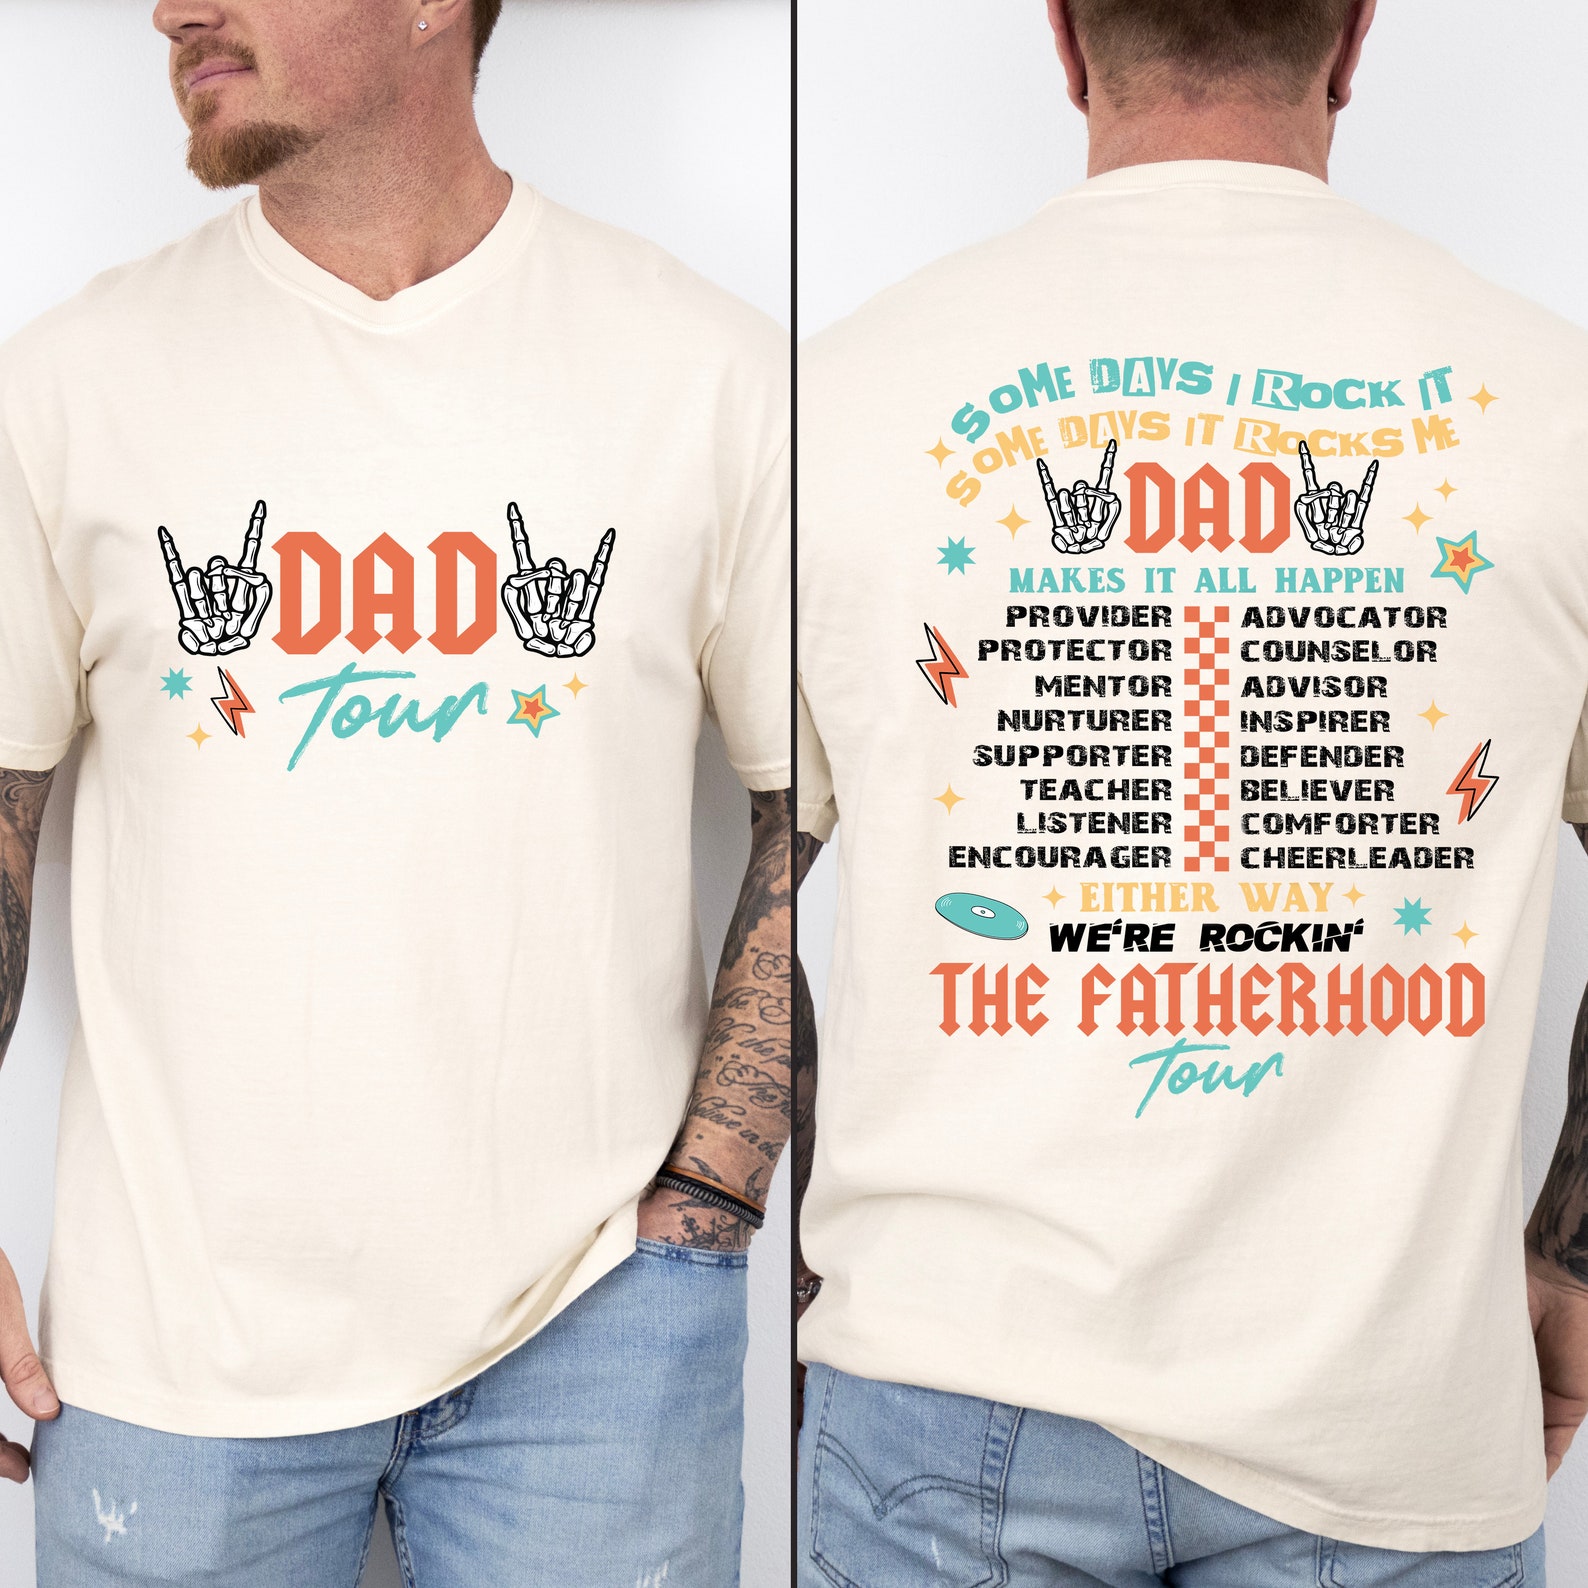 DAD
Tour
SOME DAYS I ROCK IT
SOME DAYS IT ROCKS ME
DAD
MAKES IT ALL HAPPEN
PROVIDER ADVOCATOR
PROTECTOR COUNSELOR
MENTOR ADVISOR
NURTURER INSPIRER
SUPPORTER DEFENDER
TEACHER BELIEVER
LISTENER COMFORTER
ENCOURAGER CHEERLEADER
EITHER WAY
WE'RE ROCKIN'
THE FATHERHOOD
Tour